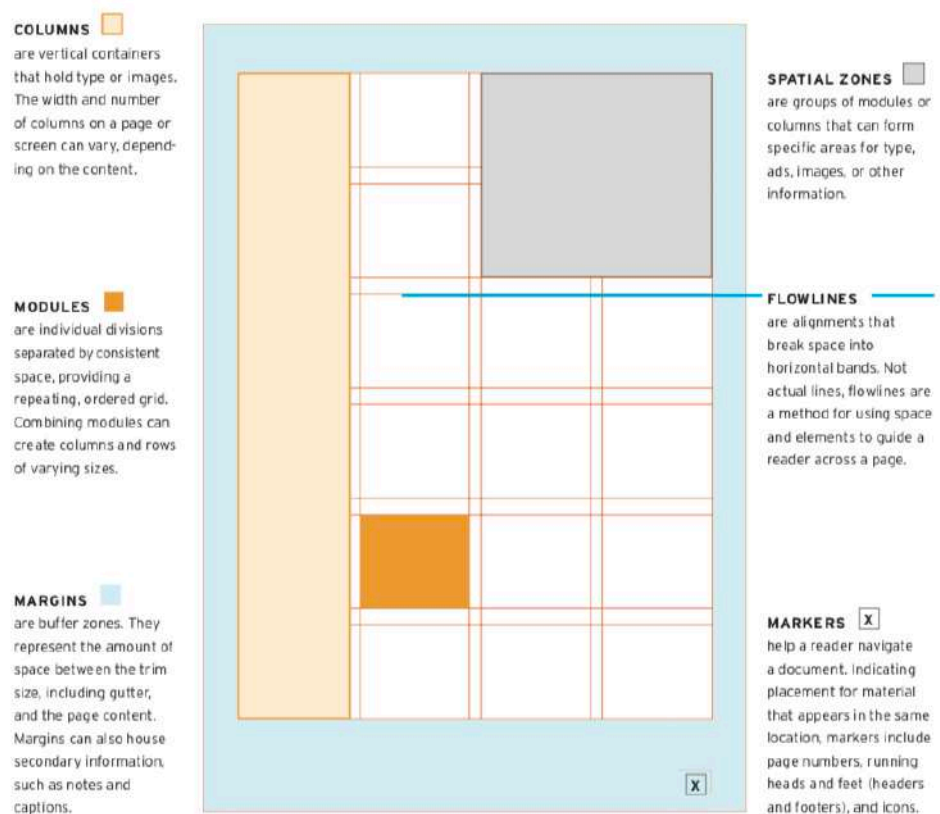 COLUMNS
are vertical containers
that hold type or images.
The width and number
of columns on a page or
screen can vary, depend-
ing on the content.
MODULES
are individual divisions
separated by consistent
space, providing a
repeating, ordered grid.
Combining modules can
create columns and rows
of varying sizes.
MARGINS
are buffer zones. They
represent the amount of
space between the trim
size, including gutter,
and the page content.
Margins can also house
secondary information,
such as notes and
captions.
X
SPATIAL ZONES
are groups of modules or
columns that can form
specific areas for type,
ads, images, or other
information.
FLOWLINES
are alignments that
break space into
horizontal bands. Not
actual lines, flowlines are
a method for using space
and elements to guide a
reader across a page.
MARKERS X
help a reader navigate
a document. Indicating
placement for material
that appears in the same
location, markers include
page numbers, running
heads and feet (headers
and footers), and icons.